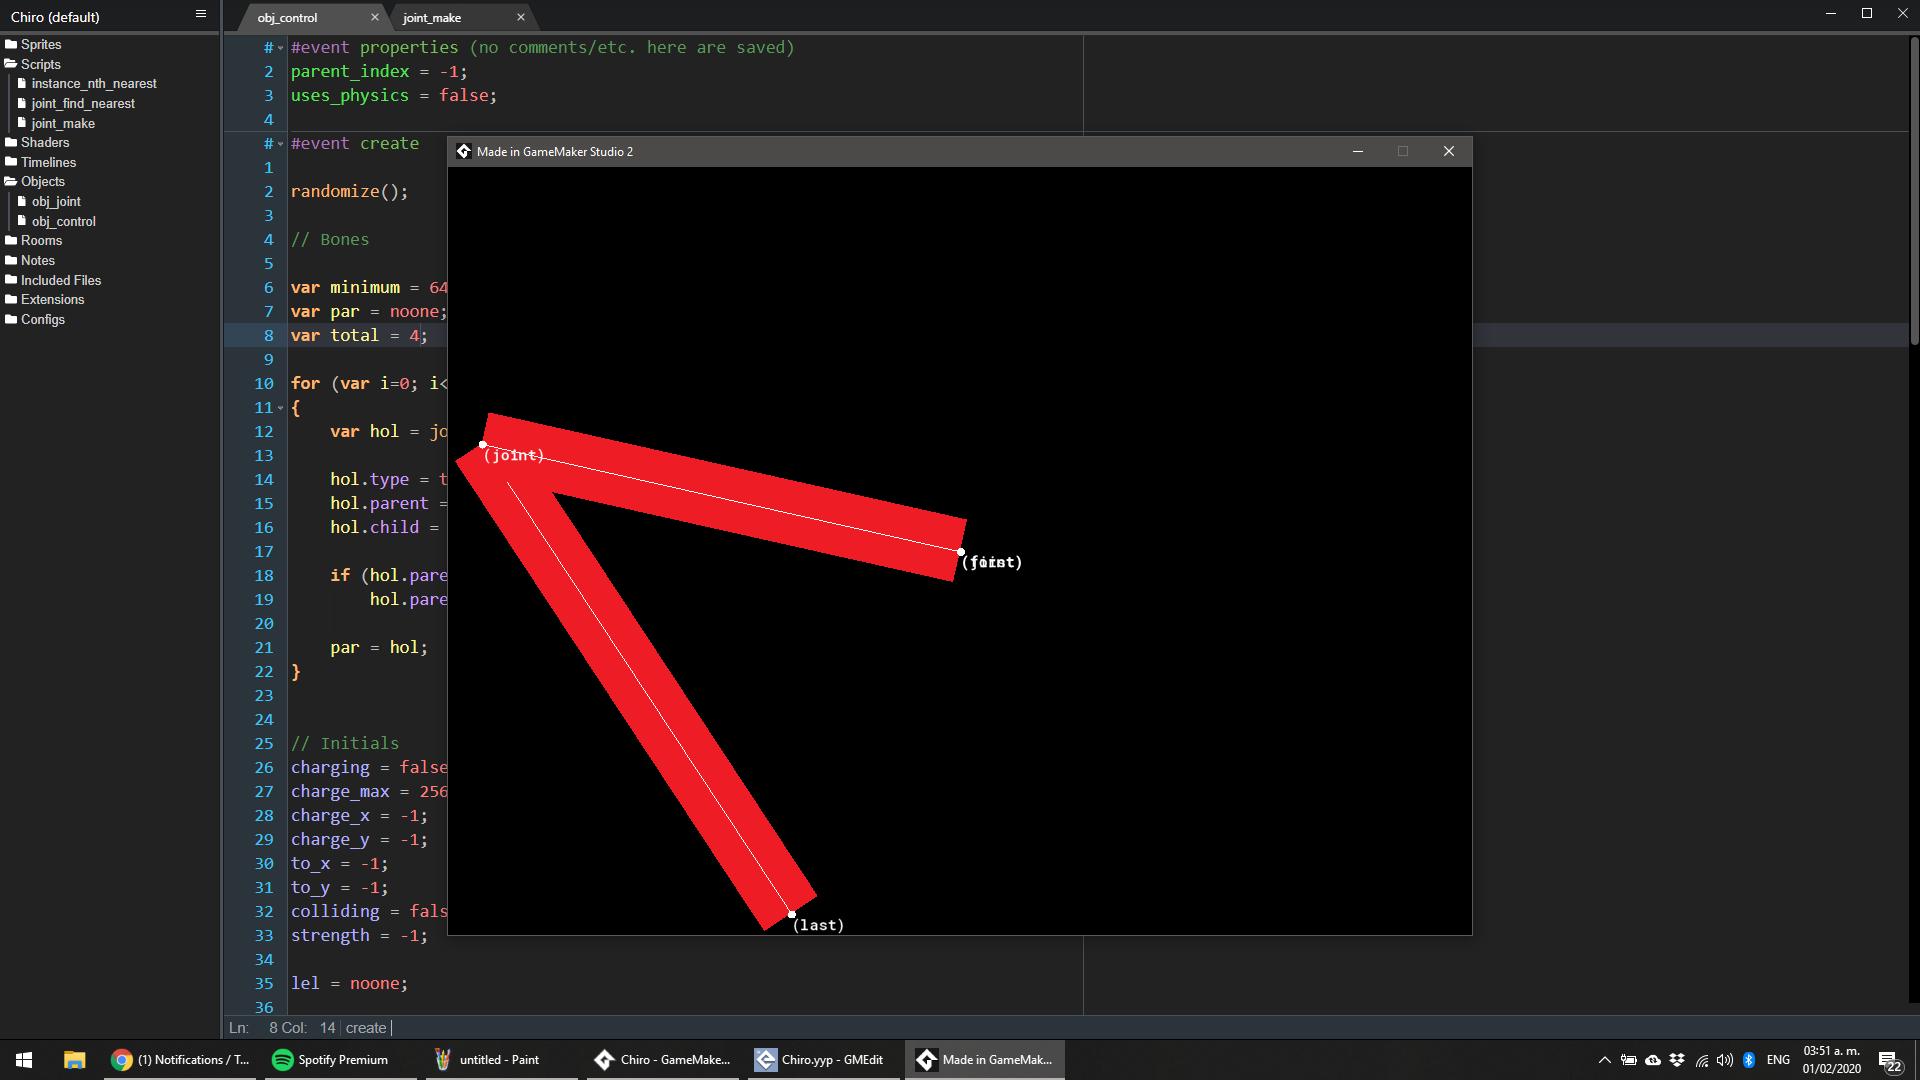 Chiro (default)
obj_control
joint_make
Sprites
Scripts
instance_nth_nearest
joint_find_nearest
joint_make
Shaders
Timelines
Objects
obj_joint
obj_control
Rooms
Notes
Included Files
Extensions
Configs
# #event properties (no comments/etc. here are saved)
2 parent_index = -1;
3 uses_physics = false;
4
# #event create
1
2 randomize();
3
4 // Bones
5
6 var minimum = 64
7 var par = noone;
8 var total = 4;
9
10 for (var i=0; i<
11 {
12 var hol = jo
13
14 hol.type = t
15 hol.parent =
16 hol.child =
17
18 if (hol.pare
19 hol.pare
20
21 par = hol;
22 }
23
24
25 // Initials
26 charging = false
27 charge_max = 256
28 charge_x = -1;
29 charge_y = -1;
30 to_x = -1;
31 to_y = -1;
32 colliding = fals
33 strength = -1;
34
35 lel = noone;
36
Made in GameMaker Studio 2
(joint)
(last)
Ln: 8 Col: 14 create
(1) Notifications / T...
Spotify Premium
untitled - Paint
Chiro - GameMake...
Chiro.yyp - GMEdit
Made in GameMak...
ENG
03:51 a. m.
01/02/2020
22